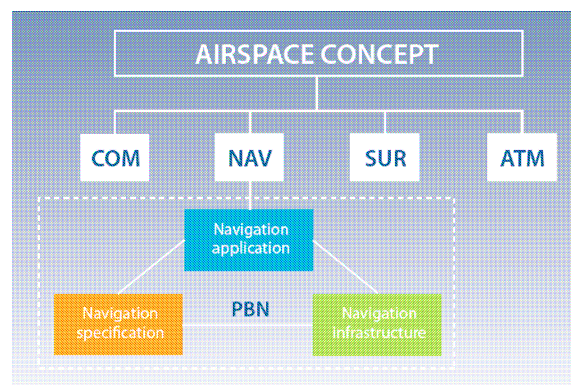 AIRSPACE CONCEPT
COM
NAV
SUR
ATM
Navigation
application
Navigation
specification
PBN
Navigation
Infrastructure